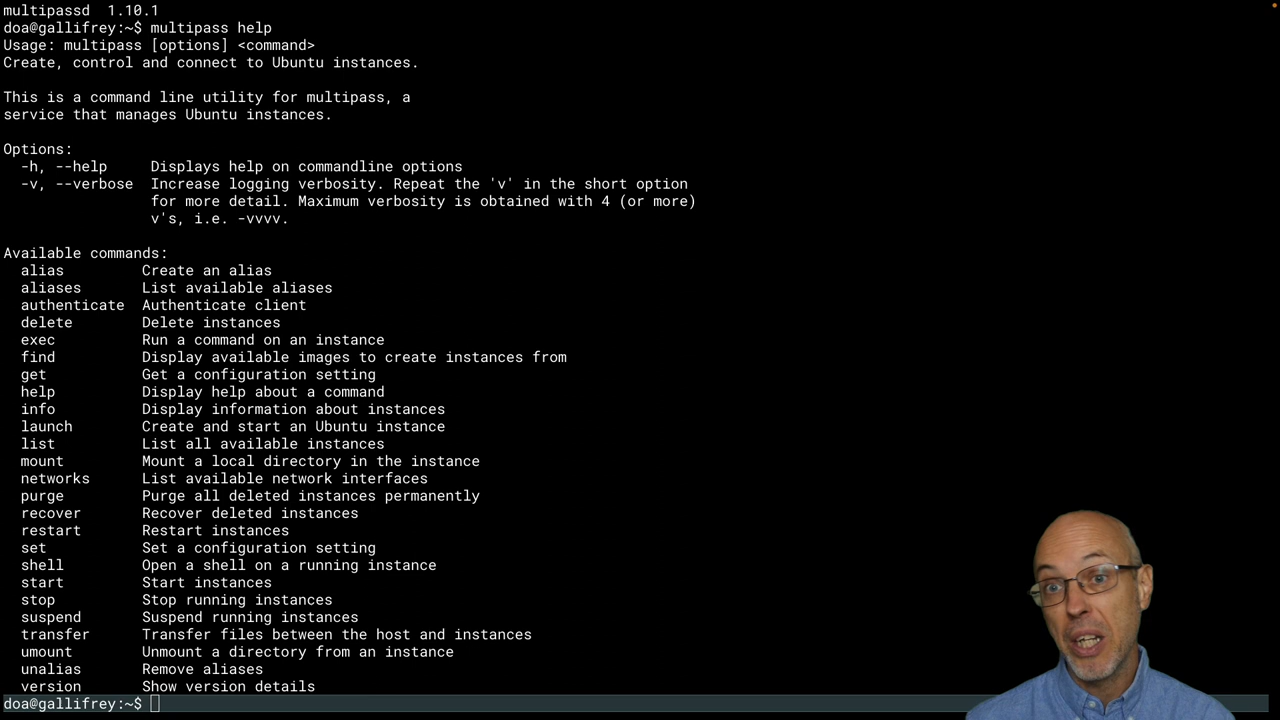 multipassd  1.10.1
doa@gallifrey:~$ multipass help
Usage: multipass [options] <command>
Create, control and connect to Ubuntu instances.

This is a command line utility for multipass, a
service that manages Ubuntu instances.

Options:
  -h, --help     Displays help on commandline options
  -v, --verbose  Increase logging verbosity. Repeat the 'v' in the short option
                 for more detail. Maximum verbosity is obtained with 4 (or more)
                 v's, i.e. -vvvv.

Available commands:
  alias         Create an alias
  aliases       List available aliases
  authenticate  Authenticate client
  delete        Delete instances
  exec          Run a command on an instance
  find          Display available images to create instances from
  get           Get a configuration setting
  help          Display help about a command
  info          Display information about instances
  launch        Create and start an Ubuntu instance
  list          List all available instances
  mount         Mount a local directory in the instance
  networks      List available network interfaces
  purge         Purge all deleted instances permanently
  recover       Recover deleted instances
  restart       Restart instances
  set           Set a configuration setting
  shell         Open a shell on a running instance
  start         Start instances
  stop          Stop running instances
  suspend       Suspend running instances
  transfer      Transfer files between the host and instances
  umount        Unmount a directory from an instance
  unalias       Remove aliases
  version       Show version details
doa@gallifrey:~$